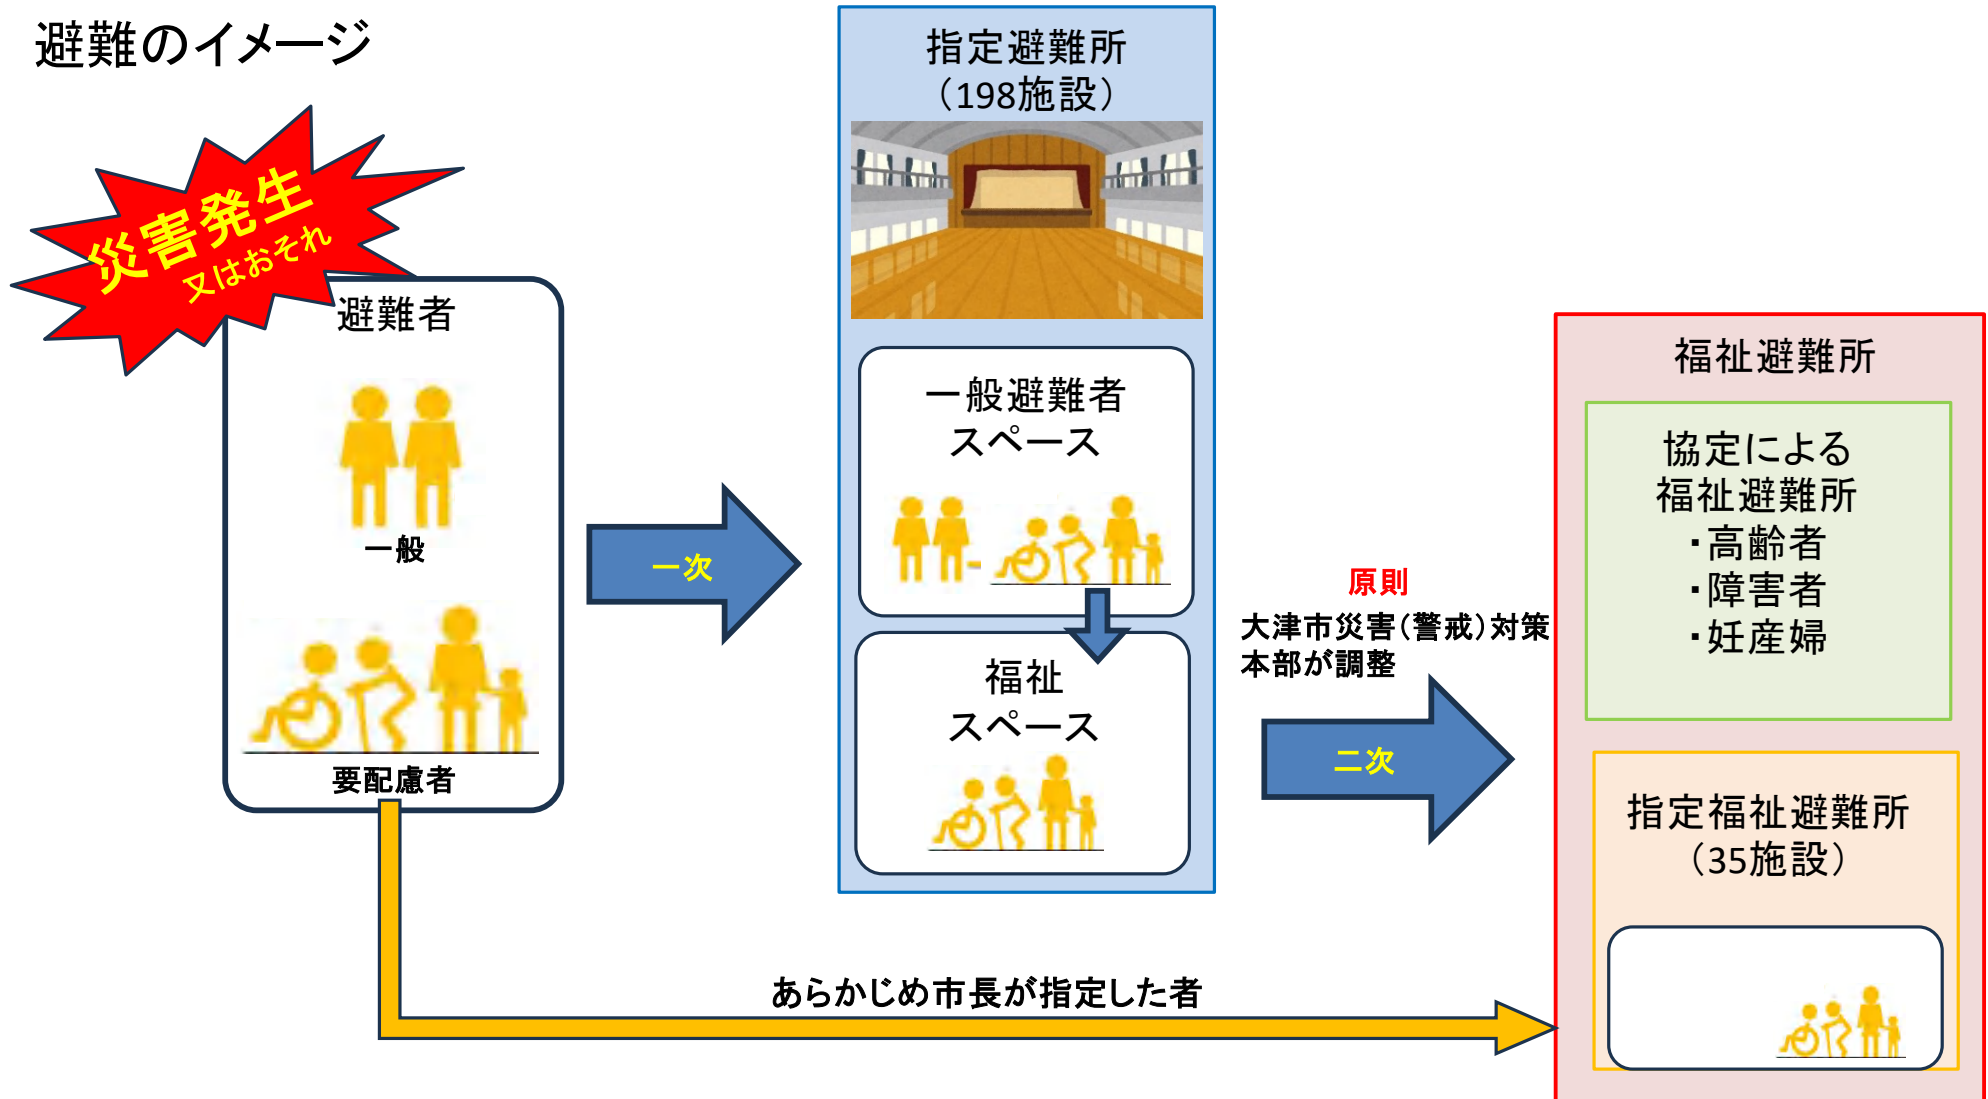 避難のイメージ
災害発生
又はおそれ
避難者
一般
要配慮者
一次
指定避難所
（198施設）
一般避難者
スペース
福祉
スペース
原則
大津市災害（警戒）対策
本部が調整
二次
福祉避難所
協定による
福祉避難所
・高齢者
・障害者
・妊産婦
指定福祉避難所
（35施設）
あらかじめ市長が指定した者